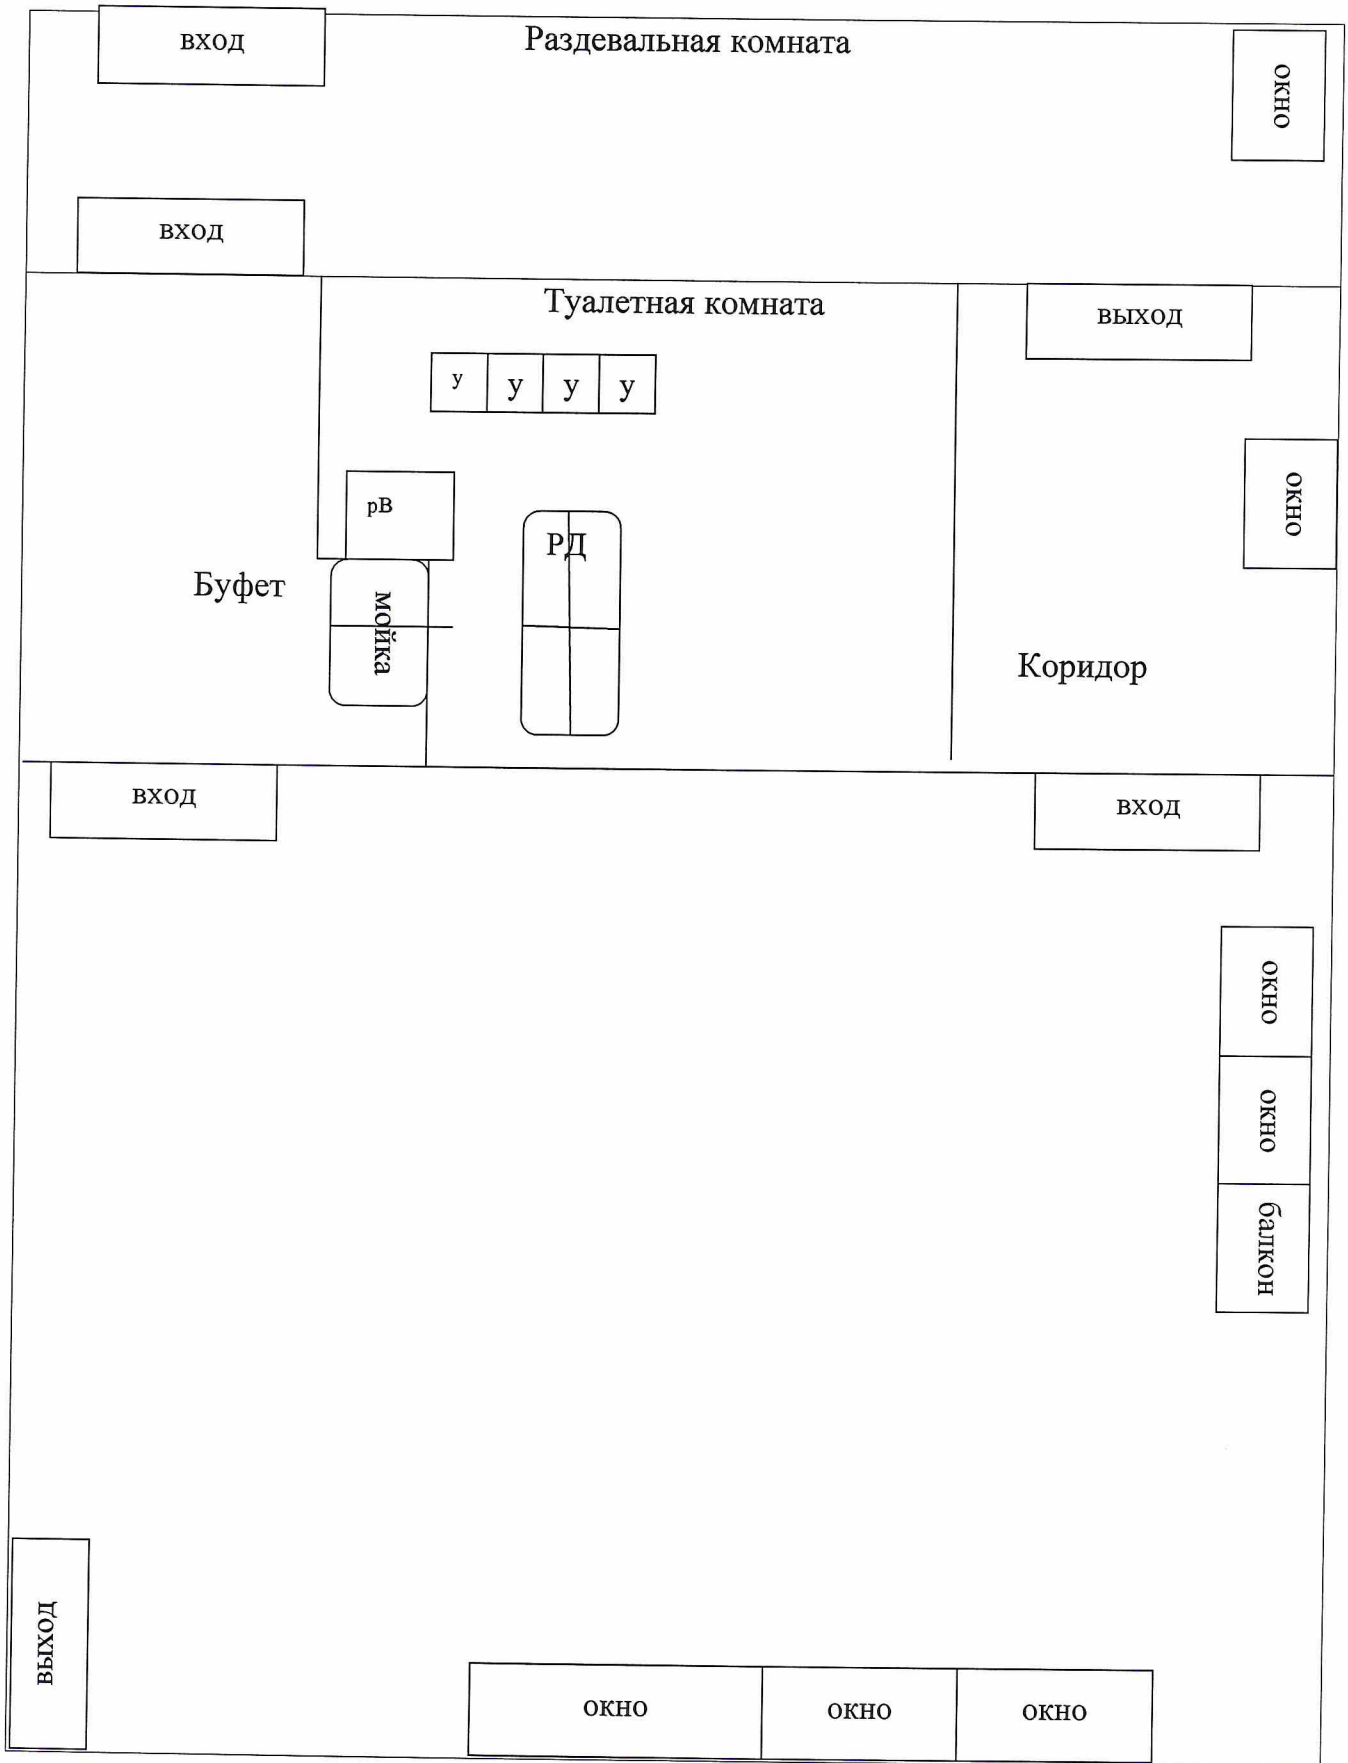 вход
Раздевальная комната
окно
вход
Туалетная комната
выход
у у у у
окно
рВ
РД
Буфет
мойка
Коридор
вход
вход
окно
окно
балкон
выход
окно
окно
окно